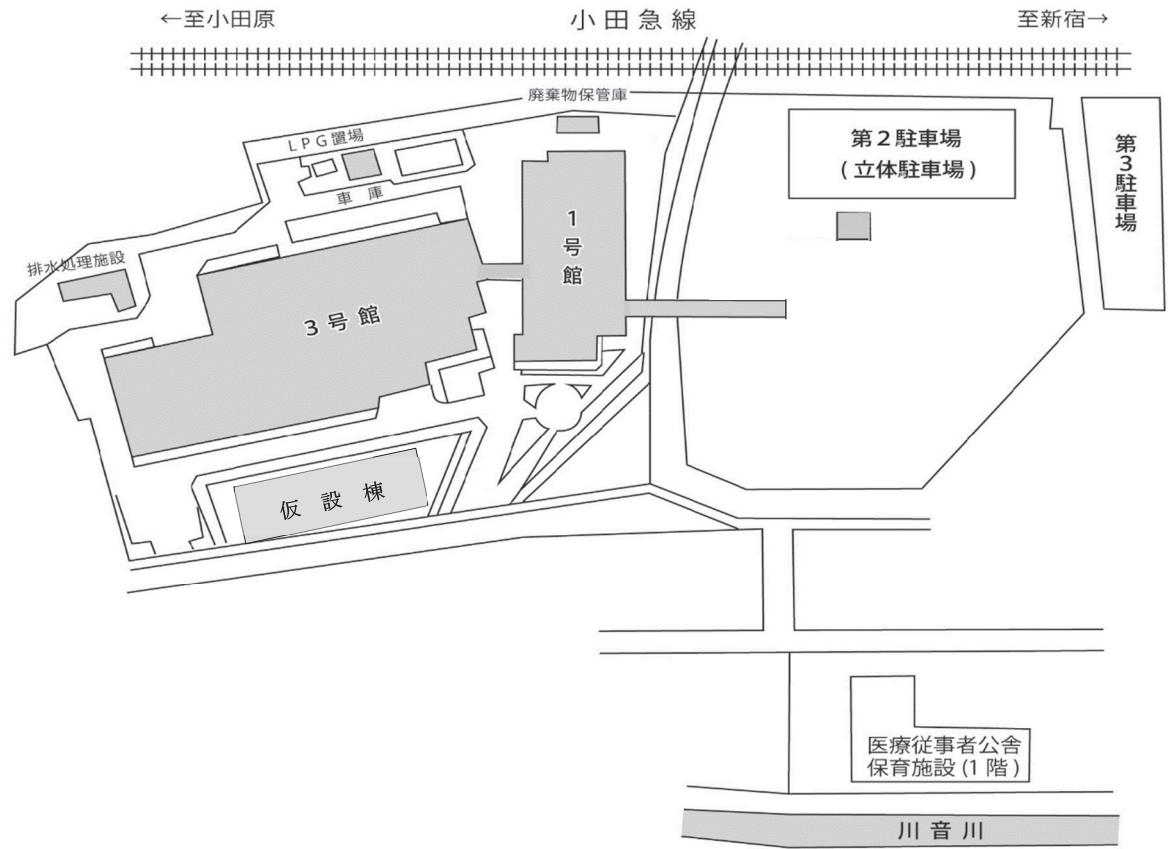 ←至小田原
小田急線
至新宿→
廃棄物保管庫
LPG置場
車庫
第2駐車場
(立体駐車場)
第3駐車場
1号館
排水処理施設
3号館
仮設棟
医療従事者公舎
保育施設(1階)
川音川